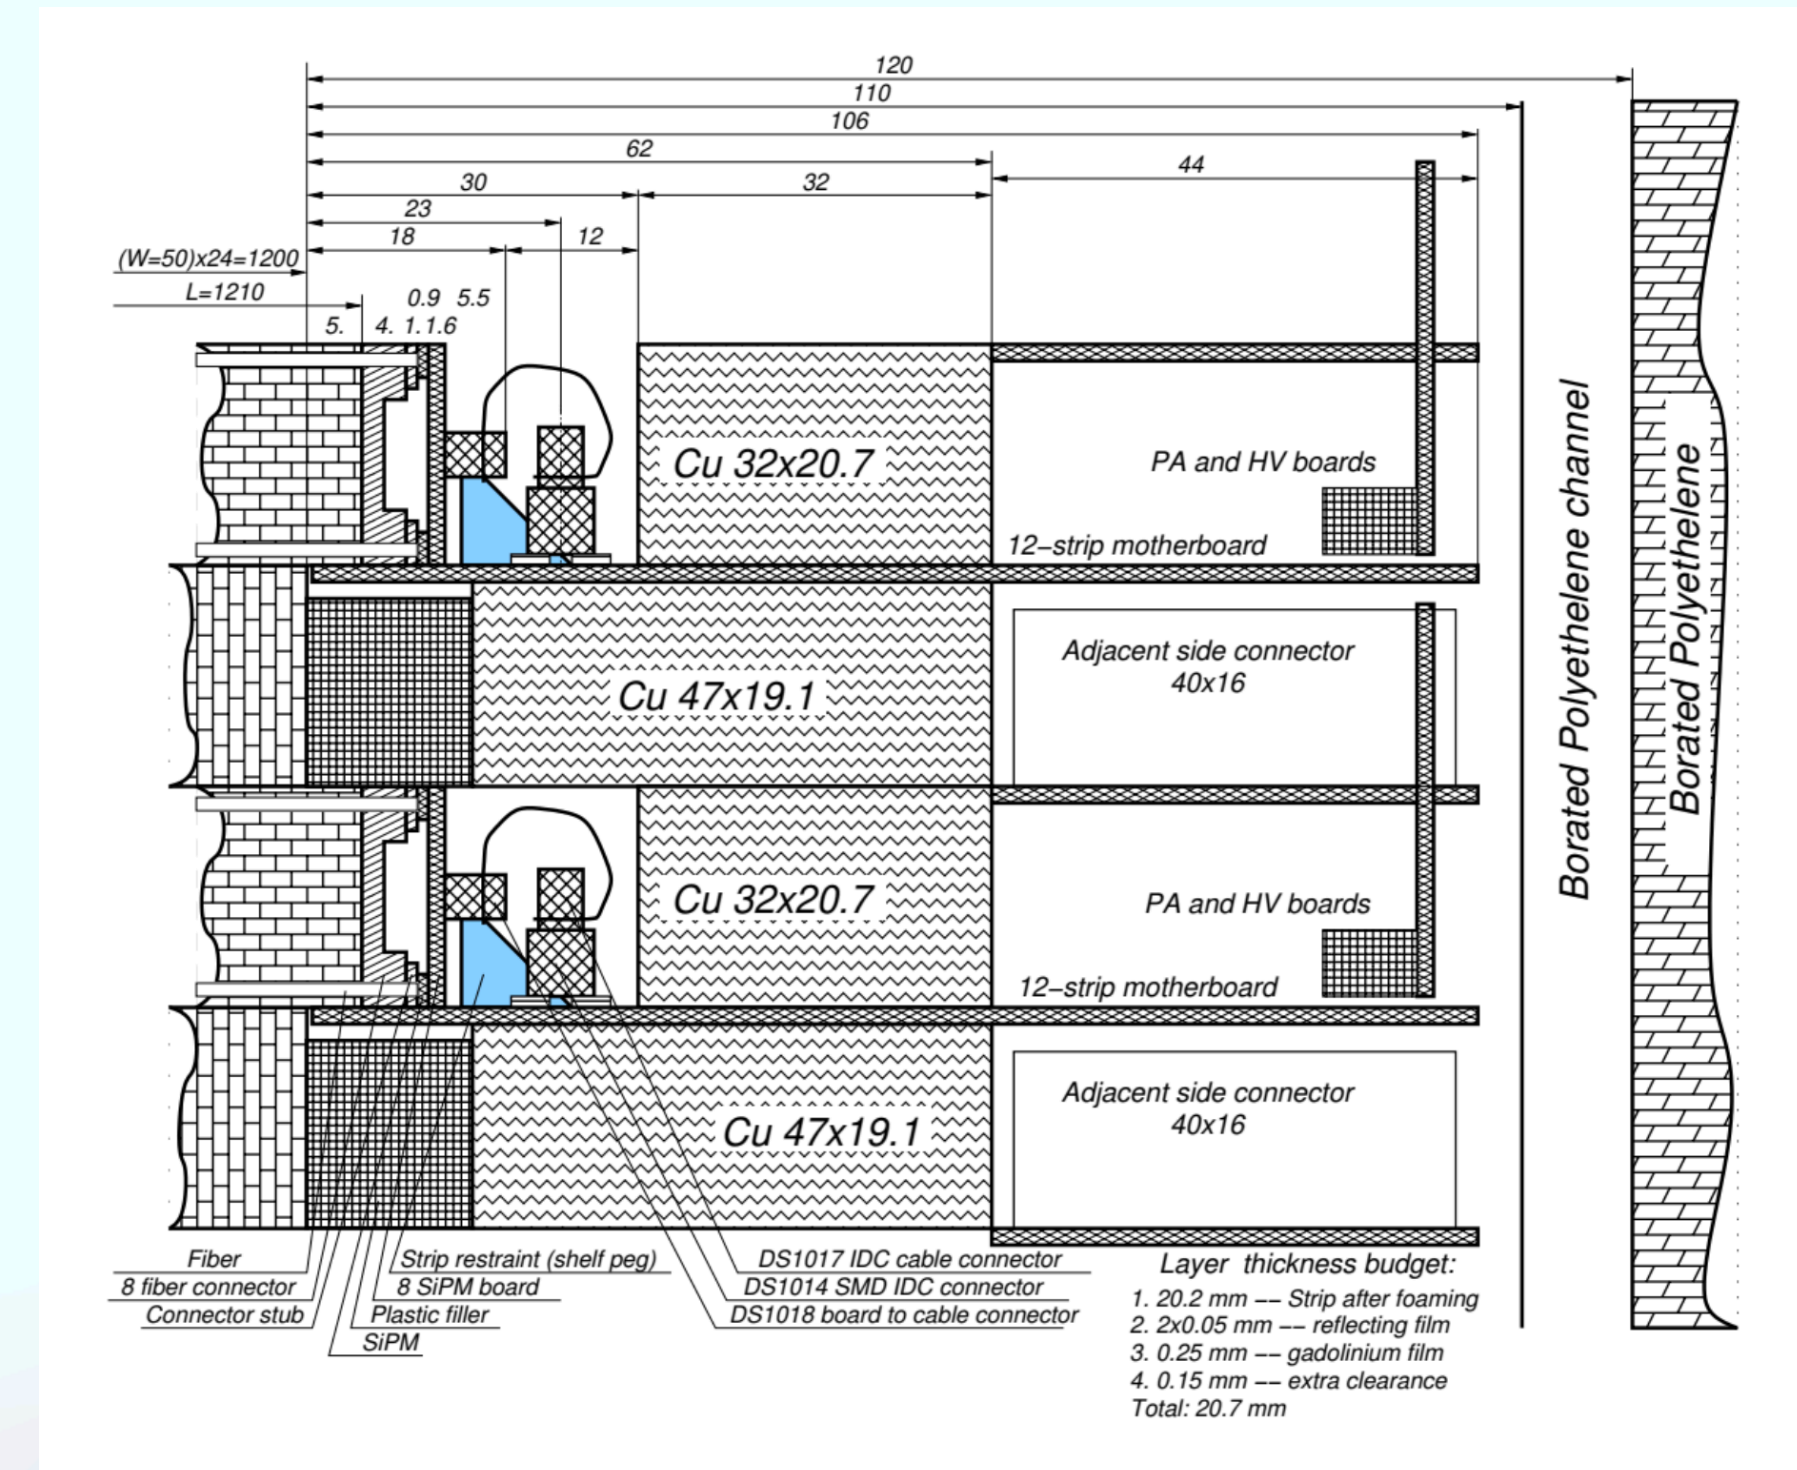 120
110
106
62
44
30
32
23
18
12
(W=50)x24=1200
L=1210
0.9 5.5
5. 4. 1.1.6
Cu 32x20.7
PA and HV boards
12−strip motherboard
Cu 47x19.1
Adjacent side connector
40x16
Cu 32x20.7
PA and HV boards
12−strip motherboard
Cu 47x19.1
Adjacent side connector
40x16
Borated Polyethelene channel
Borated Polyethelene
Fiber
8 fiber connector
Connector stub
Strip restraint (shelf peg)
8 SiPM board
Plastic filler
SiPM
DS1017 IDC cable connector
DS1014 SMD IDC connector
DS1018 board to cable connector
Layer thickness budget:
1. 20.2 mm −− Strip after foaming
2. 2x0.05 mm −− reflecting film
3. 0.25 mm −− gadolinium film
4. 0.15 mm −− extra clearance
Total: 20.7 mm